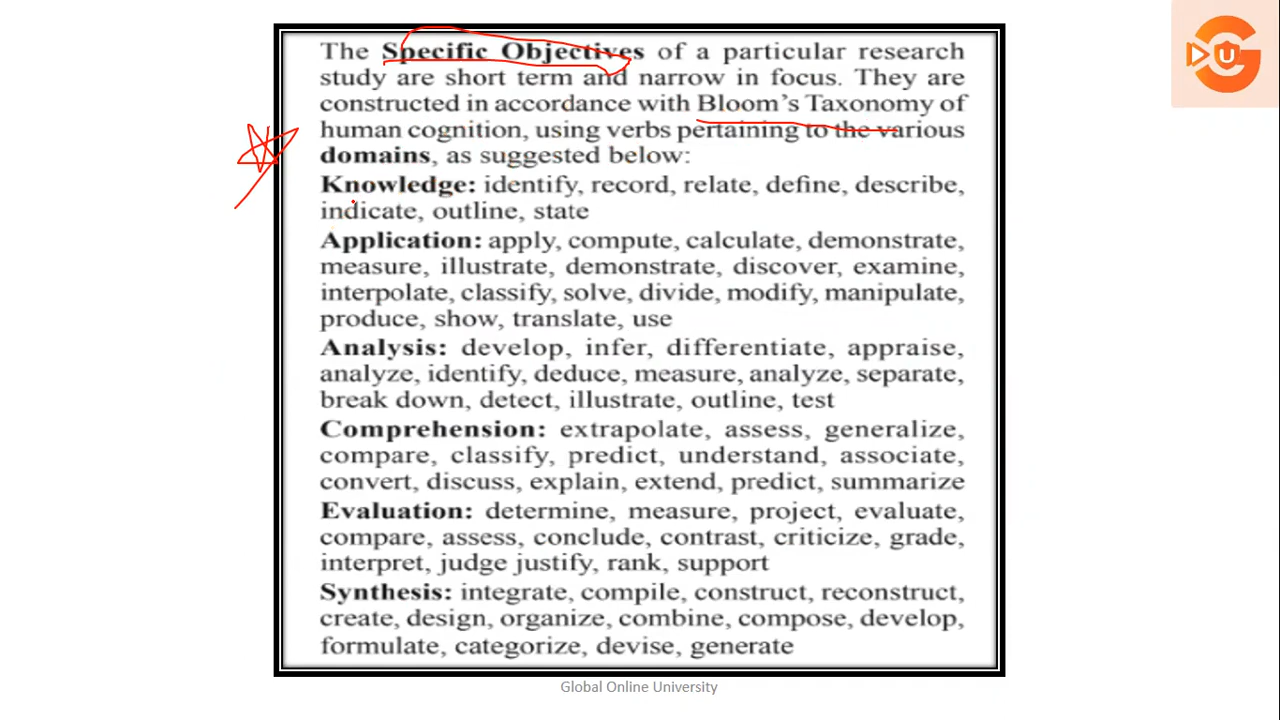 The Specific Objectives of a particular research
study are short term and narrow in focus. They are
constructed in accordance with Bloom's Taxonomy of
human cognition, using verbs pertaining to the various
domains, as suggested below:
Knowledge: identify, record, relate, define, describe,
indicate, outline, state
Application: apply, compute, calculate, demonstrate,
measure, illustrate, demonstrate, discover, examine,
interpolate, classify, solve, divide, modify, manipulate,
produce, show, translate, use
Analysis: develop, infer, differentiate, appraise,
analyze, identify, deduce, measure, analyze, separate,
break down, detect, illustrate, outline, test
Comprehension: extrapolate, assess, generalize,
compare, classify, predict, understand, associate,
convert, discuss, explain, extend, predict, summarize
Evaluation: determine, measure, project, evaluate,
compare, assess, conclude, contrast, criticize, grade,
interpret, judge justify, rank, support
Synthesis: integrate, compile, construct, reconstruct,
create, design, organize, combine, compose, develop,
formulate, categorize, devise, generate
Global Online University